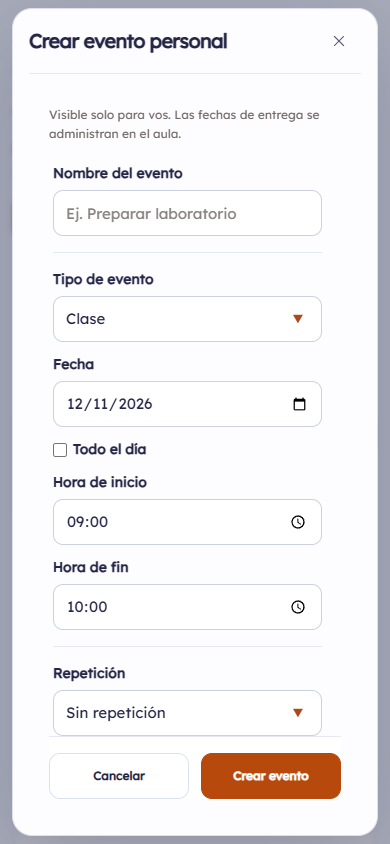 Crear evento personal
Visible solo para vos. Las fechas de entrega se
administran en el aula.
Nombre del evento
Ej. Preparar laboratorio
Tipo de evento
Clase
Fecha
12/11/2026
Todo el día
Hora de inicio
09:00
Hora de fin
10:00
Repetición
Sin repetición
Cancelar
Crear evento